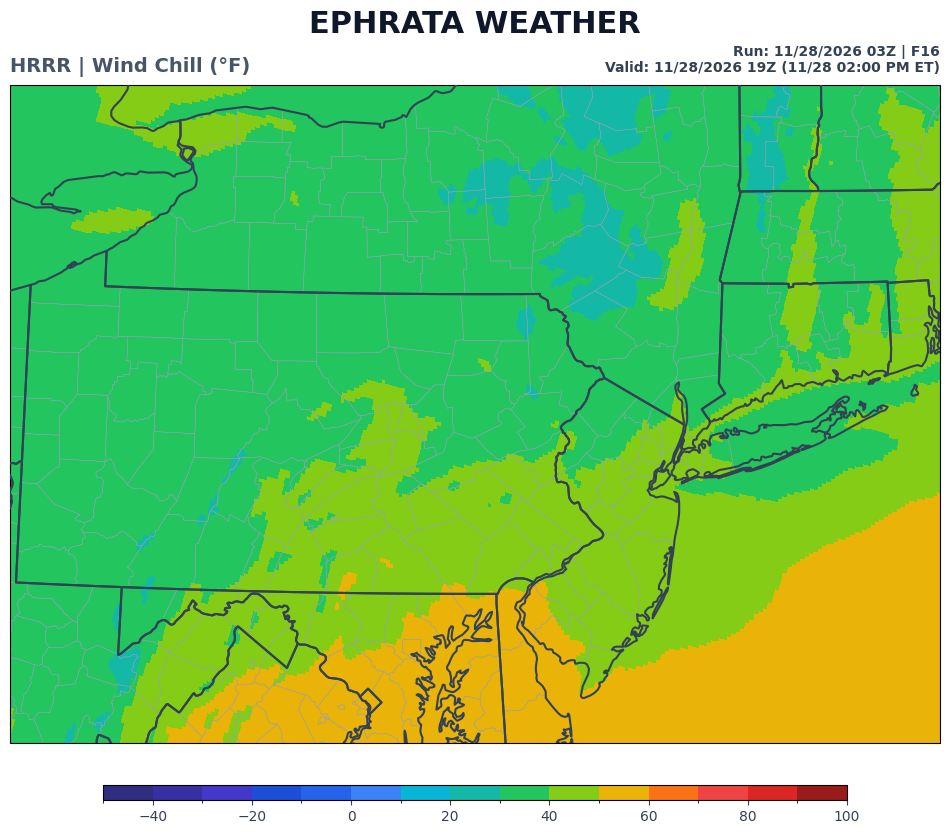 EPHRATA WEATHER
HRRR | Wind Chill (°F)
Run: 11/28/2026 03Z | F16
Valid: 11/28/2026 19Z (11/28 02:00 PM ET)
−40 −20 0 20 40 60 80 100